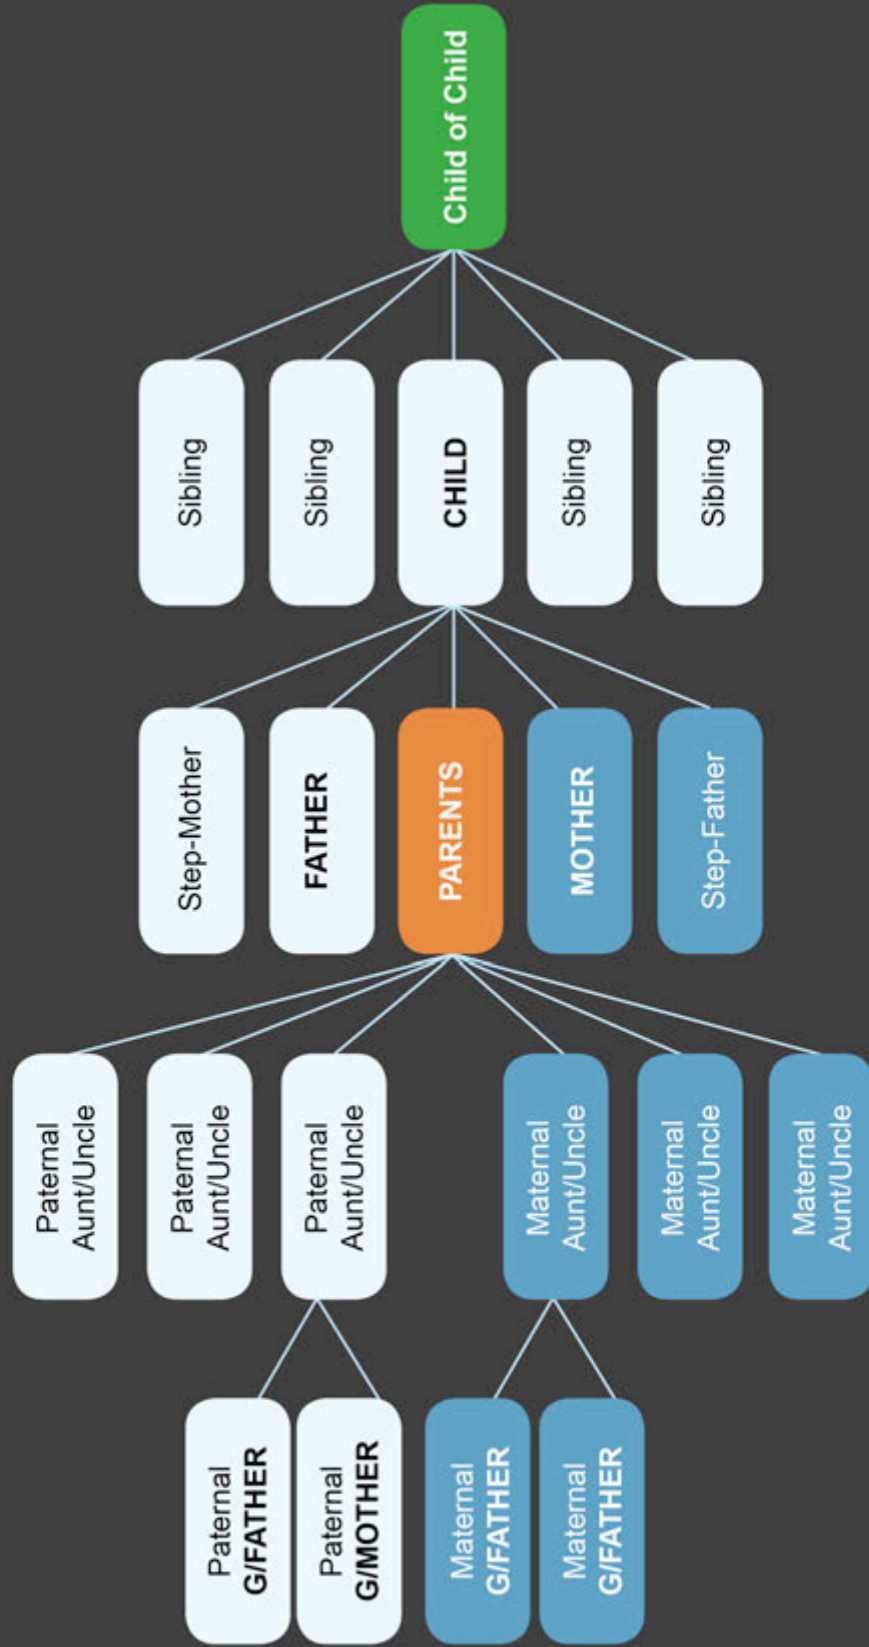 Maternal
G/FATHER
Maternal
G/FATHER
Paternal
G/MOTHER
Paternal
G/FATHER
Maternal
Aunt/Uncle
Maternal
Aunt/Uncle
Maternal
Aunt/Uncle
Paternal
Aunt/Uncle
Paternal
Aunt/Uncle
Paternal
Aunt/Uncle
Step-Father
MOTHER
PARENTS
FATHER
Step-Mother
Sibling
Sibling
CHILD
Sibling
Sibling
Child of Child